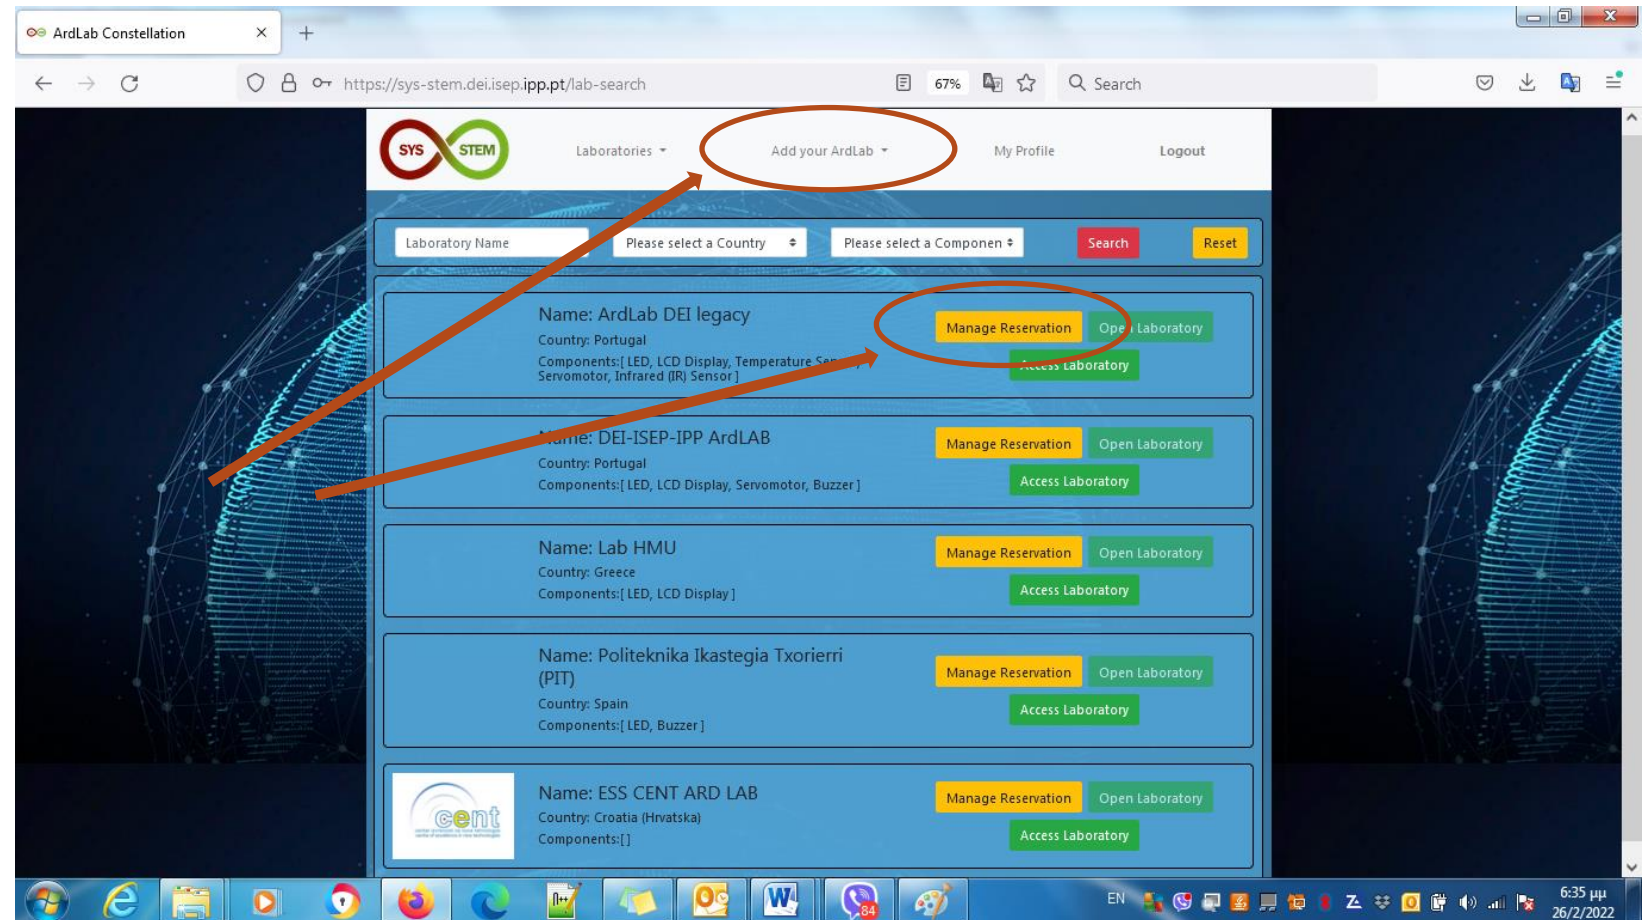 ArdLab Constellation
https://sys-stem.dei.isep.ipp.pt/lab-search
67%
Search
SYS STEM
Laboratories
Add your ArdLab
My Profile
Logout
Laboratory Name
Please select a Country
Please select a Componen
Search
Reset
Name: ArdLab DEI legacy
Country: Portugal
Components:[ LED, LCD Display, Temperature
Servomotor, Infrared (IR) Sensor ]
Manage Reservation
Open Laboratory
Access Laboratory
Name: DEI-ISEP-IPP ArdLAB
Country: Portugal
Components:[ LED, LCD Display, Servomotor, Buzzer ]
Manage Reservation
Open Laboratory
Access Laboratory
Name: Lab HMU
Country: Greece
Components:[ LED, LCD Display ]
Manage Reservation
Open Laboratory
Access Laboratory
Name: Politeknika Ikastegia Txorierri
(PIT)
Country: Spain
Components:[ LED, Buzzer ]
Manage Reservation
Open Laboratory
Access Laboratory
cent
Name: ESS CENT ARD LAB
Country: Croatia (Hrvatska)
Components:[]
Manage Reservation
Open Laboratory
Access Laboratory
84
EN
6:35 μμ
26/2/2022